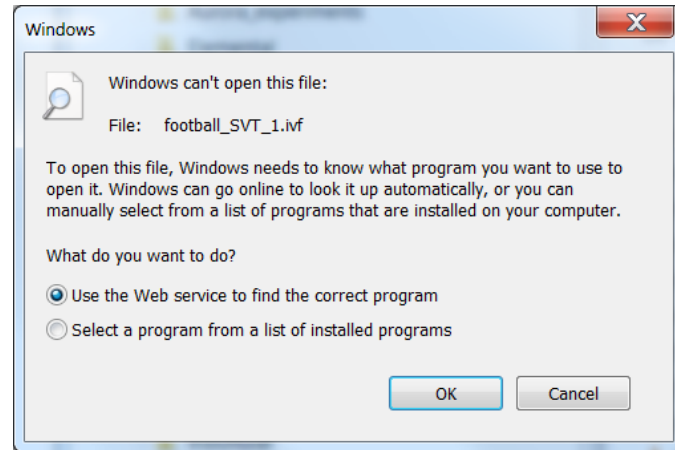 Windows
Windows can't open this file:
File: football_SVT_1.ivf
To open this file, Windows needs to know what program you want to use to
open it. Windows can go online to look it up automatically, or you can
manually select from a list of programs that are installed on your computer.
What do you want to do?
Use the Web service to find the correct program
Select a program from a list of installed programs
OK Cancel